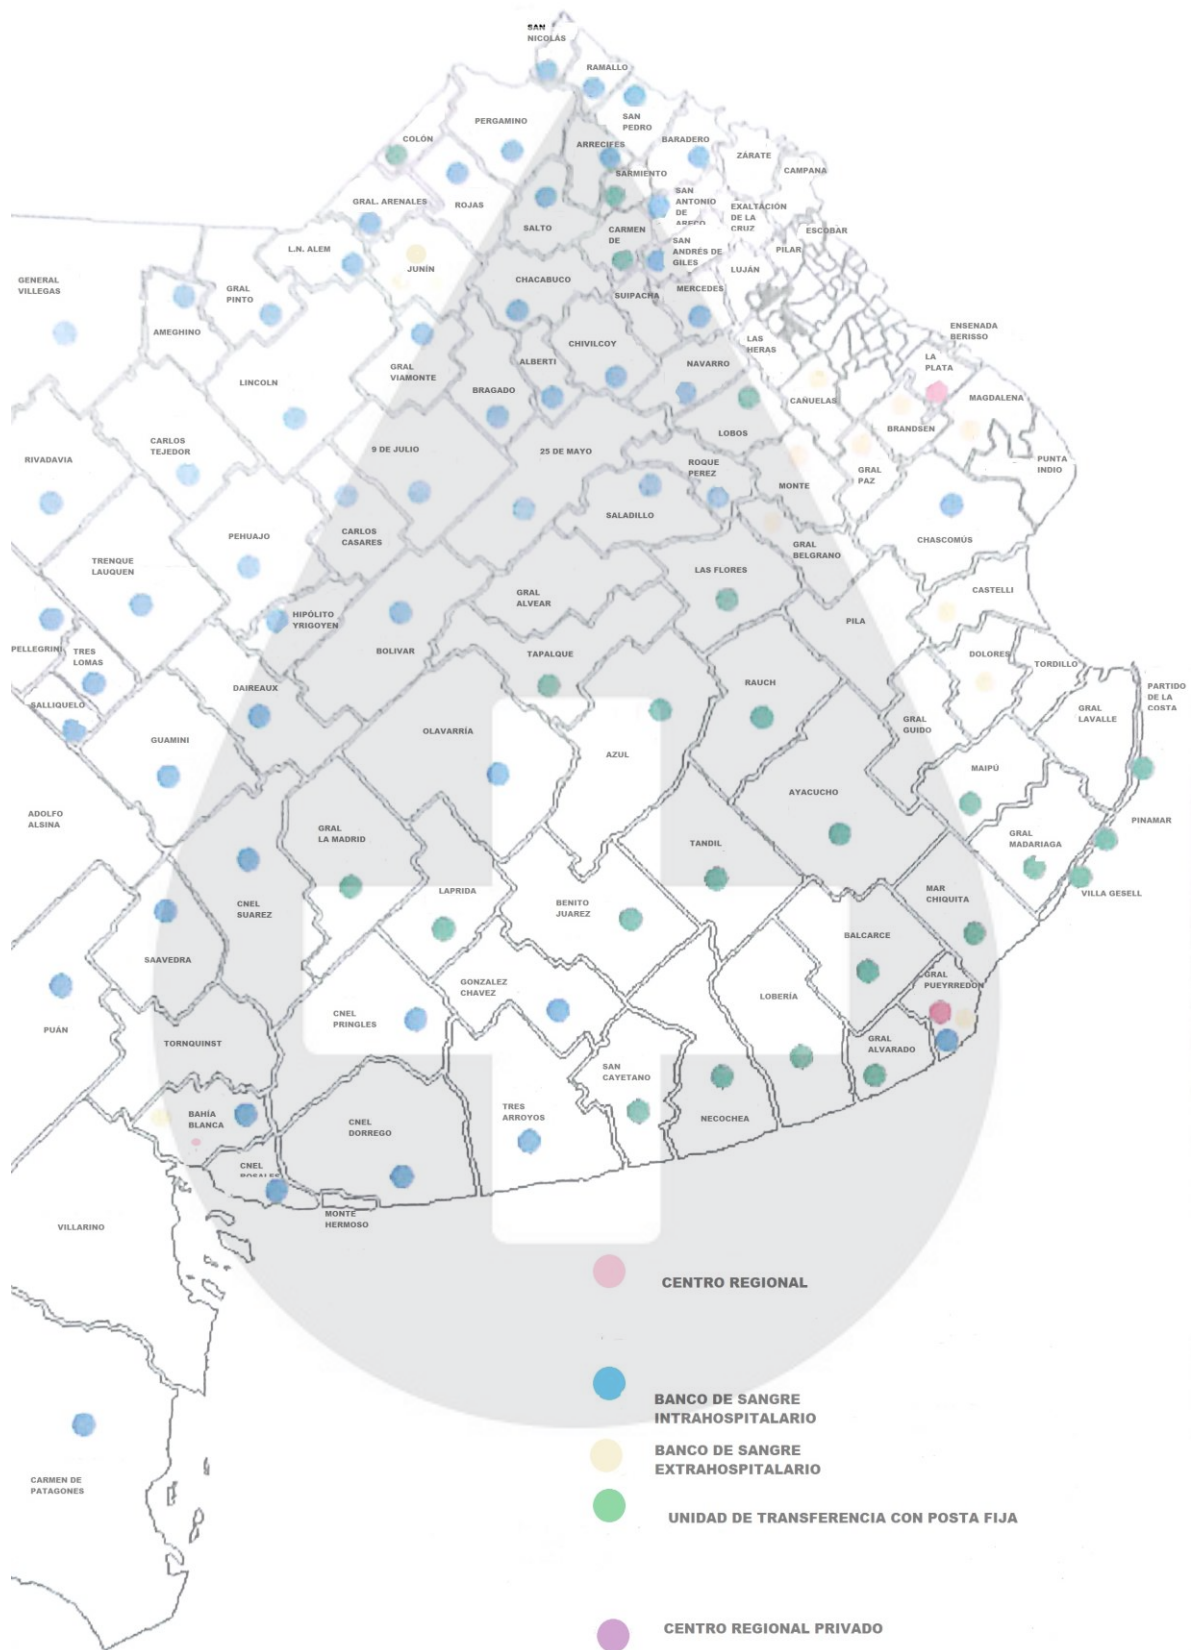 SAN
NICOLÁS
RAMALLO
PERGAMINO
COLÓN
SAN
PEDRO
BARADERO
ARRECIFES
ZÁRATE
CAMPANA
SARMIENTO
GRAL. ARENALES
ROJAS
SALTO
SAN
ANTONIO
DE
ARECO
EXALTACIÓN
DE LA
CRUZ
ESCOBAR
CARMEN
DE
SAN
ANDRÉS DE
GILES
PILAR
L.N. ALEM
JUNÍN
LUJÁN
GENERAL
VILLEGAS
GRAL
PINTO
CHACABUCO
SUIPACHA
MERCEDES
AMEGHINO
ENSENADA
BERISSO
LAS
HERAS
CHIVILCOY
ALBERTI
GRAL
VIAMONTE
NAVARRO
LA
PLATA
LINCOLN
BRAGADO
CAÑUELAS
MAGDALENA
BRANDSEN
LOBOS
CARLOS
TEJEDOR
9 DE JULIO
25 DE MAYO
RIVADAVIA
ROQUE
PEREZ
MONTE
GRAL
PAZ
PUNTA
INDIO
SALADILLO
CARLOS
CASARES
PEHUAJO
CHASCOMÚS
GRAL
BELGRANO
TRENQUE
LAUQUEN
LAS FLORES
GRAL
ALVEAR
CASTELLI
HIPÓLITO
YRIGOYEN
PILA
PELLEGRINI
TRES
LOMAS
BOLIVAR
TAPALQUE
DOLORES
TORDILLO
SALLIQUELO
DAIREAUX
RAUCH
PARTIDO
DE LA
COSTA
GRAL
LAVALLE
GUAMINI
OLAVARRÍA
AZUL
GRAL
GUIDO
MAIPÚ
AYACUCHO
ADOLFO
ALSINA
PINAMAR
GRAL
LA MADRID
GRAL
MADARIAGA
TANDIL
LAPRIDA
VILLA GESELL
CNEL
SUAREZ
BENITO
JUAREZ
MAR
CHIQUITA
BALCARCE
SAAVEDRA
GRAL
PUEYRREDÓN
GONZALEZ
CHAVEZ
LOBERÍA
CNEL
PRINGLES
PUÁN
TORNQUINST
GRAL
ALVARADO
SAN
CAYETANO
BAHÍA
BLANCA
CNEL
DORREGO
TRES
ARROYOS
NECOCHEA
CNEL
ROSALES
MONTE
HERMOSO
VILLARINO
CENTRO REGIONAL
BANCO DE SANGRE
INTRAHOSPITALARIO
BANCO DE SANGRE
EXTRAHOSPITALARIO
CARMEN DE
PATAGONES
UNIDAD DE TRANSFERENCIA CON POSTA FIJA
CENTRO REGIONAL PRIVADO